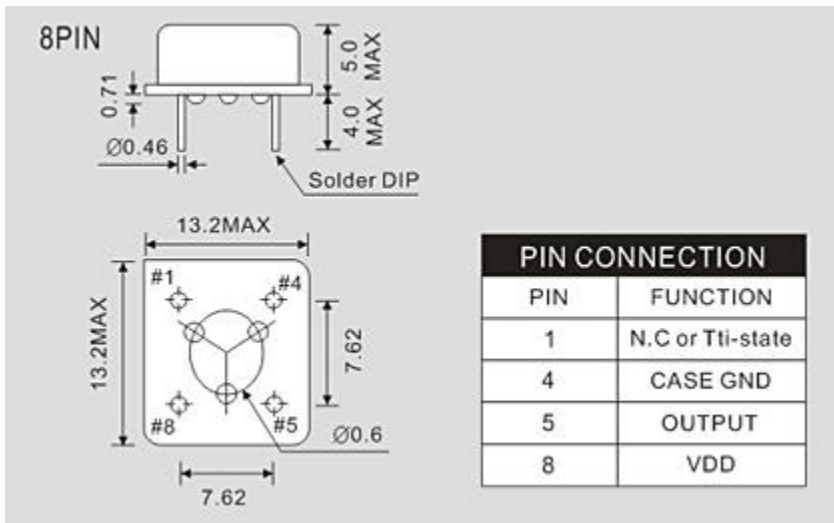 8PIN
5.0
MAX
0.71
4.0
MAX
Ø0.46
Solder DIP
13.2MAX
#1
#4
13.2MAX
7.62
#8
#5
Ø0.6
7.62
PIN CONNECTION
PIN FUNCTION
1 N.C or Tti-state
4 CASE GND
5 OUTPUT
8 VDD